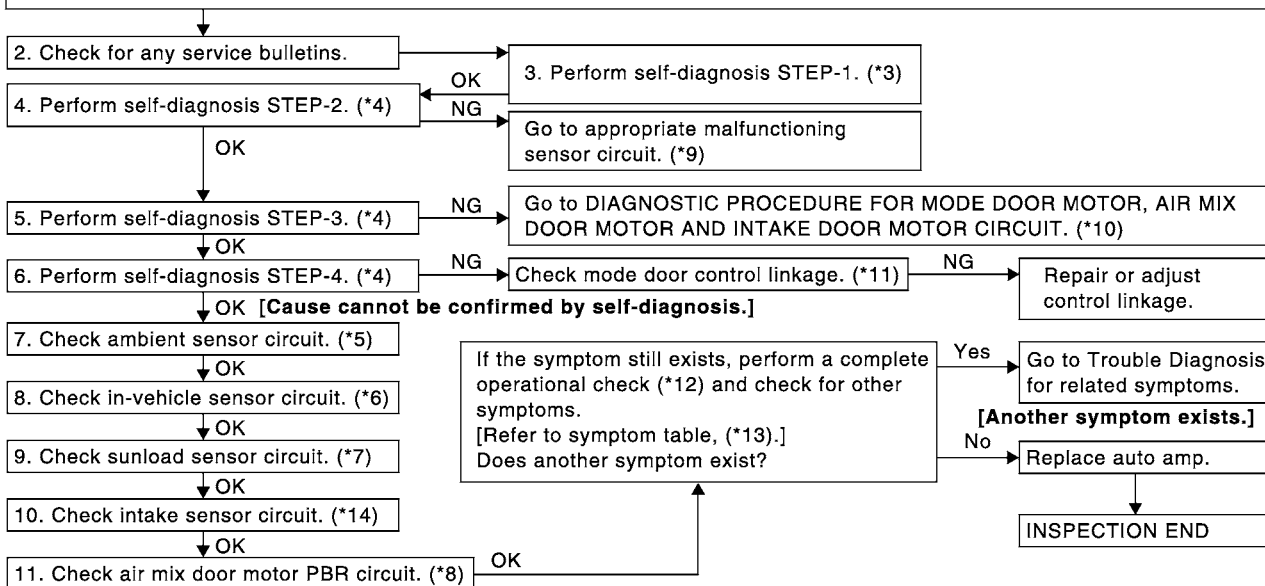 2. Check for any service bulletins.
3. Perform self-diagnosis STEP-1. (*3)
OK
4. Perform self-diagnosis STEP-2. (*4)
NG
Go to appropriate malfunctioning
sensor circuit. (*9)
OK
5. Perform self-diagnosis STEP-3. (*4)
NG
Go to DIAGNOSTIC PROCEDURE FOR MODE DOOR MOTOR, AIR MIX
DOOR MOTOR AND INTAKE DOOR MOTOR CIRCUIT. (*10)
OK
6. Perform self-diagnosis STEP-4. (*4)
NG
Check mode door control linkage. (*11)
NG
Repair or adjust
control linkage.
OK [Cause cannot be confirmed by self-diagnosis.]
7. Check ambient sensor circuit. (*5)
OK
8. Check in-vehicle sensor circuit. (*6)
OK
9. Check sunload sensor circuit. (*7)
OK
10. Check intake sensor circuit. (*14)
OK
11. Check air mix door motor PBR circuit. (*8)
OK
If the symptom still exists, perform a complete
operational check (*12) and check for other
symptoms.
[Refer to symptom table, (*13).]
Does another symptom exist?
Yes
Go to Trouble Diagnosis
for related symptoms.
[Another symptom exists.]
No
Replace auto amp.
INSPECTION END